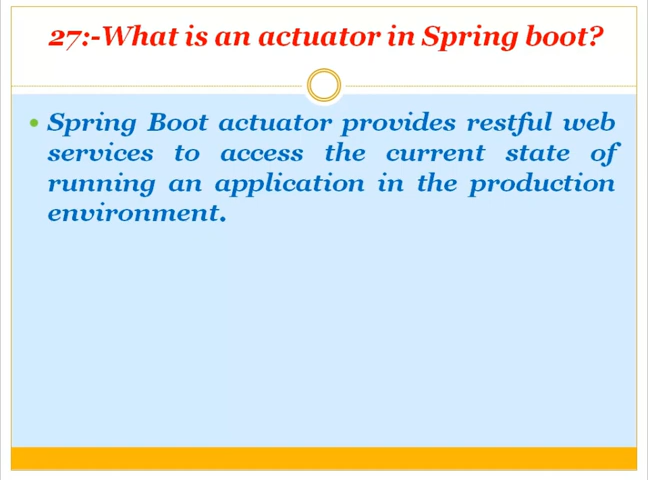 27:-What is an actuator in Spring boot?
Spring Boot actuator provides restful web
services to access the current state of
running an application in the production
environment.